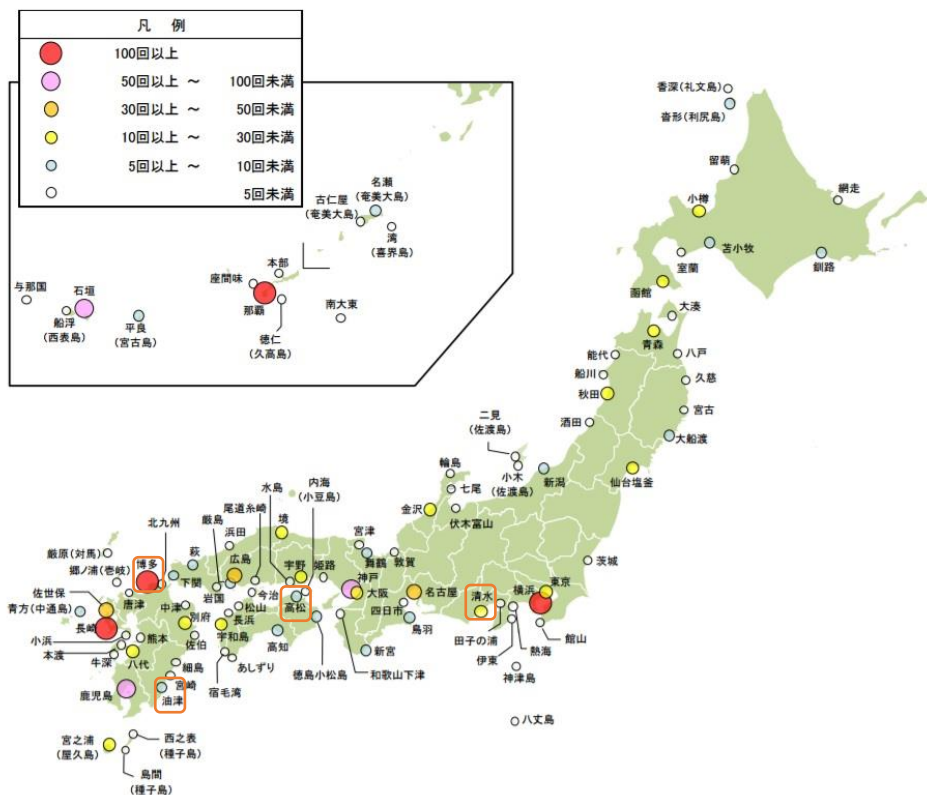 凡　例
100回以上
50回以上 ～ 100回未満
30回以上 ～ 50回未満
10回以上 ～ 30回未満
5回以上 ～ 10回未満
5回未満
名瀬
(奄美大島)
古仁屋
(奄美大島)
湾
(喜界島)
本部
座間味
那覇
徳仁
(久高島)
南大東
与那国
石垣
船浮
(西表島)
平良
(宮古島)
香深(礼文島)
沓形(利尻島)
留萌
網走
小樽
苫小牧
室蘭
釧路
函館
大湊
青森
能代
八戸
船川
久慈
秋田
宮古
酒田
大船渡
二見
(佐渡島)
小木
(佐渡島)
新潟
仙台塩釜
輪島
七尾
金沢
伏木富山
茨城
内海
(小豆島)
水島
尾道糸崎
厳島
浜田
境
北九州
宮津
舞鶴
敦賀
厳原(対馬)
博多
萩
広島
宇野
姫路
神戸
郷ノ浦(壱岐)
下関
大阪
名古屋
清水
横浜
東京
佐世保
唐津
岩国
今治
高松
四日市
青方(中通島)
中津
松山
長浜
鳥羽
田子の浦
館山
長崎
別府
宇和島
高知
新宮
伊東
熱海
小浜
熊本
佐伯
本渡
牛深
八代
細島
あしずり
宿毛湾
徳島小松島
和歌山下津
神津島
鹿児島
宮崎
油津
八丈島
宮之浦
(屋久島)
西之表
(種子島)
島間
(種子島)